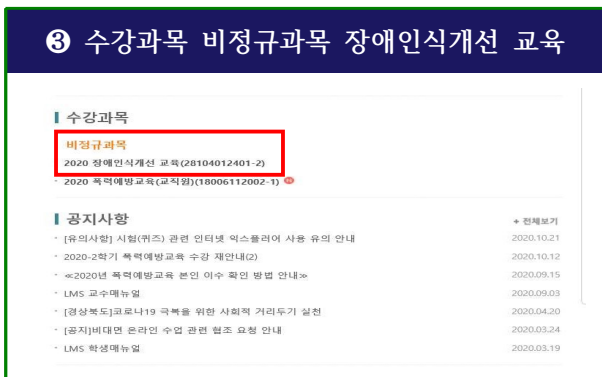 ❸ 수강과목 비정규과목 장애인식개선 교육
수강과목
비정규과목
2020 장애인식개선 교육(28104012401-2)
· 2020 폭력예방교육(교직원)(18006112002-1) N
공지사항
+ 전체보기
· [유의사항] 시험(퀴즈) 관련 인터넷 익스플러어 사용 유의 안내 2020.10.21
· 2020-2학기 폭력예방교육 수강 재안내(2) 2020.10.12
· ≪2020년 폭력예방교육 본인 이수 확인 방법 안내≫ 2020.09.15
· LMS 교수매뉴얼 2020.09.03
· [경상북도]코로나19 극복을 위한 사회적 거리두기 실천 2020.04.20
· [공지]비대면 온라인 수업 관련 협조 요청 안내 2020.03.24
· LMS 학생매뉴얼 2020.03.19